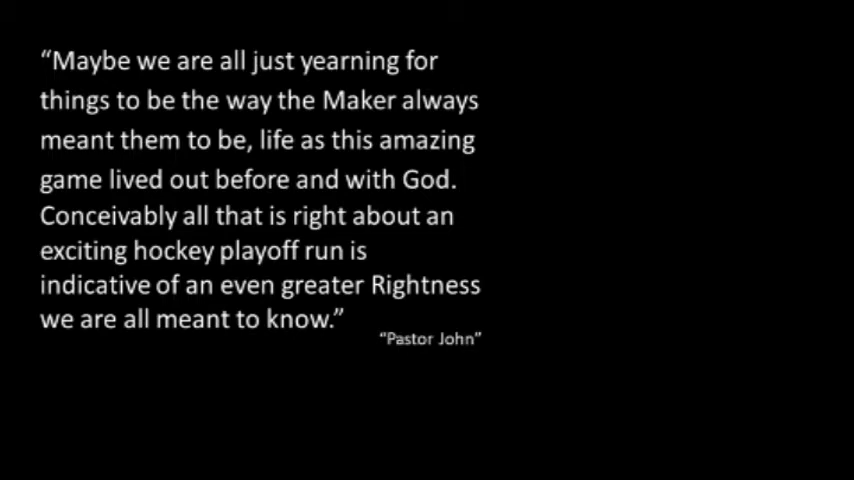 “Maybe we are all just yearning for
things to be the way the Maker always
meant them to be, life as this amazing
game lived out before and with God.
Conceivably all that is right about an
exciting hockey playoff run is
indicative of an even greater Rightness
we are all meant to know.”
“Pastor John”